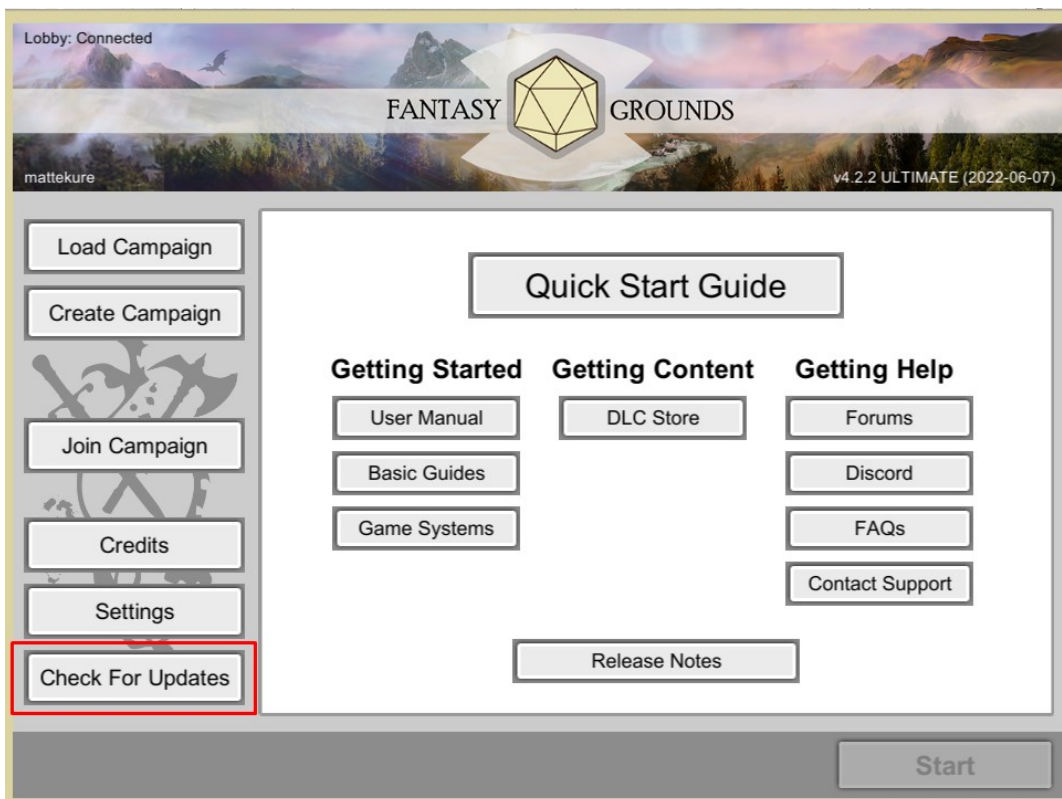 Lobby: Connected
FANTASY GROUNDS
mattekure
v4.2.2 ULTIMATE (2022-06-07)
Load Campaign
Create Campaign
Join Campaign
Credits
Settings
Check For Updates
Quick Start Guide
Getting Started
User Manual
Basic Guides
Game Systems
Getting Content
DLC Store
Getting Help
Forums
Discord
FAQs
Contact Support
Release Notes
Start